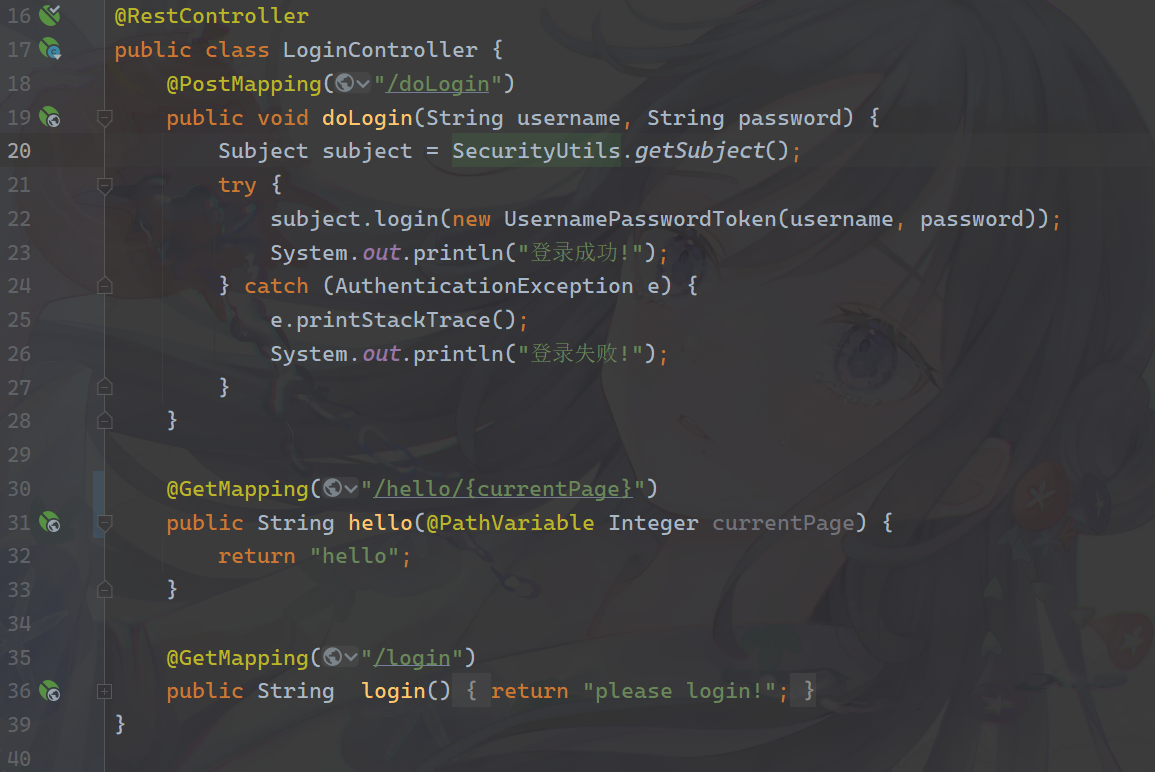 16 @RestController
17 public class LoginController {
18 @PostMapping("/doLogin")
19 public void doLogin(String username, String password) {
20 Subject subject = SecurityUtils.getSubject();
21 try {
22 subject.login(new UsernamePasswordToken(username, password));
23 System.out.println("登录成功!");
24 } catch (AuthenticationException e) {
25 e.printStackTrace();
26 System.out.println("登录失败!");
27 }
28 }
29
30 @GetMapping("/hello/{currentPage}")
31 public String hello(@PathVariable Integer currentPage) {
32 return "hello";
33 }
34
35 @GetMapping("/login")
36 public String  login() { return "please login!"; }
39 }
40